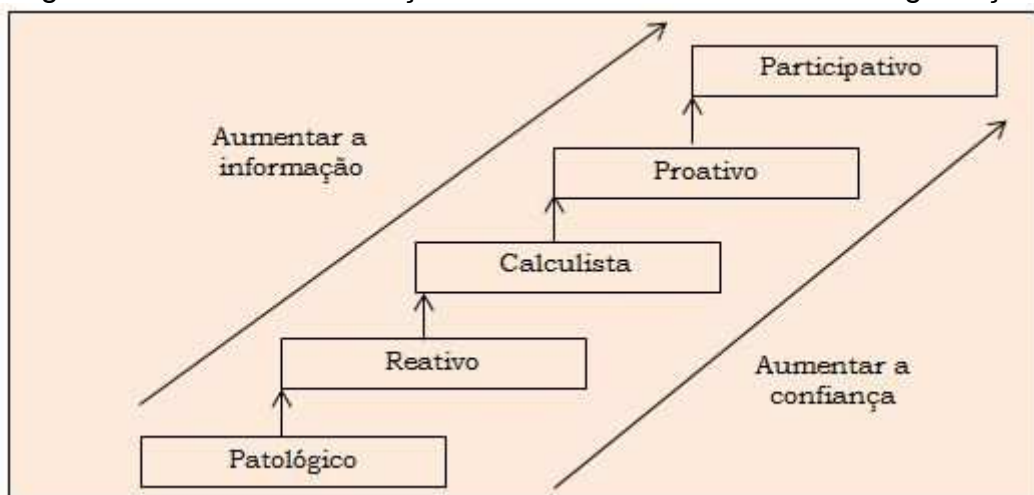 Participativo
Aumentar a
informação
Proativo
Calculista
Reativo
Aumentar a
confiança
Patológico